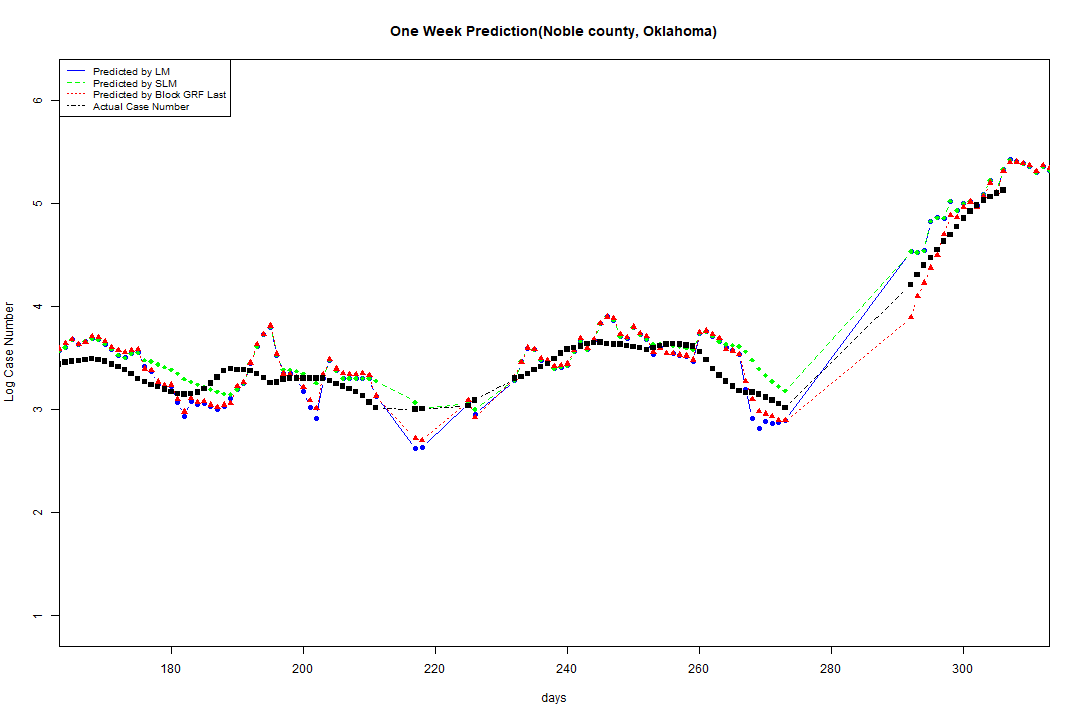 One Week Prediction(Noble county, Oklahoma)
Predicted by LM
Predicted by SLM
Predicted by Block GRF Last
Actual Case Number
6
5
4
3
2
1
Log Case Number
180 200 220 240 260 280 300
days